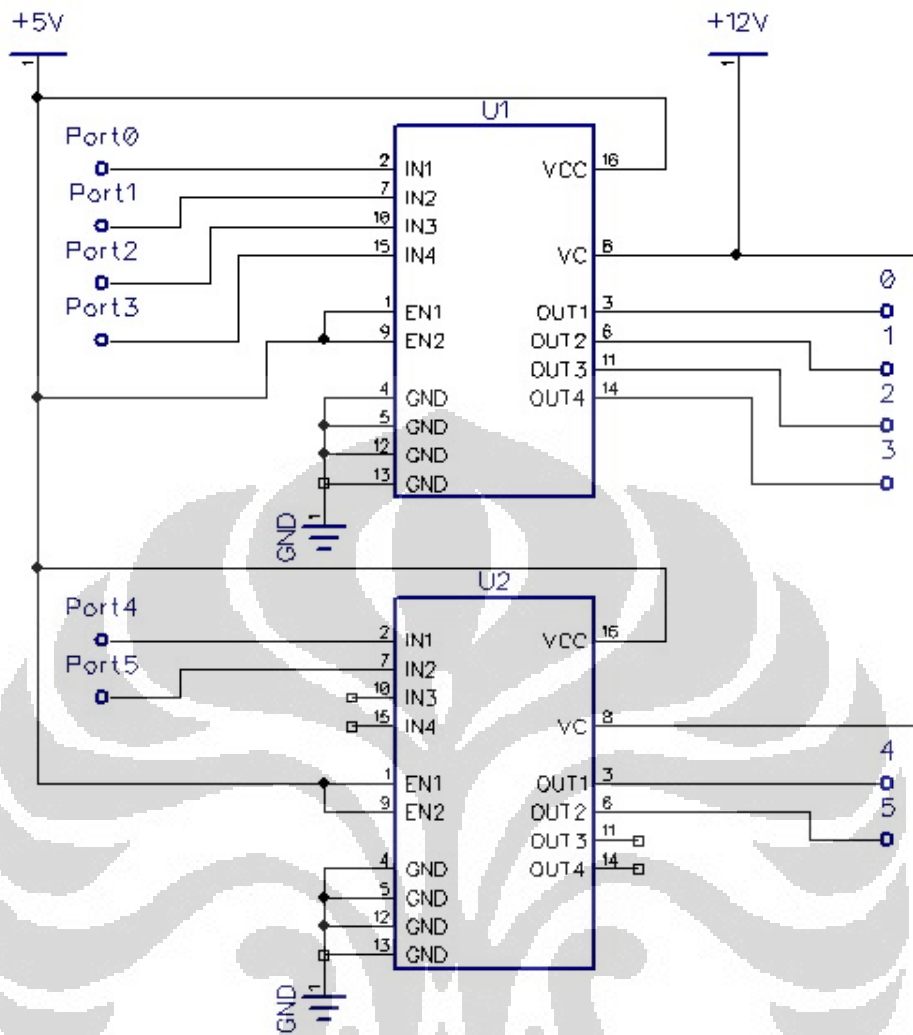 +5V
+12V
1
1
U1
Port0
2 IN1
VCC 16
Port1
7 IN2
10 IN3
Port2
15 IN4
VC 8
0
Port3
1 EN1
OUT1 3
1
9 EN2
OUT2 6
OUT3 11
2
4 GND
OUT4 14
5 GND
3
12 GND
13 GND
1
GND
U2
Port4
2 IN1
VCC 16
Port5
7 IN2
10 IN3
15 IN4
VC 8
4
1 EN1
OUT1 3
5
9 EN2
OUT2 6
OUT3 11
4 GND
OUT4 14
5 GND
12 GND
13 GND
1
GND